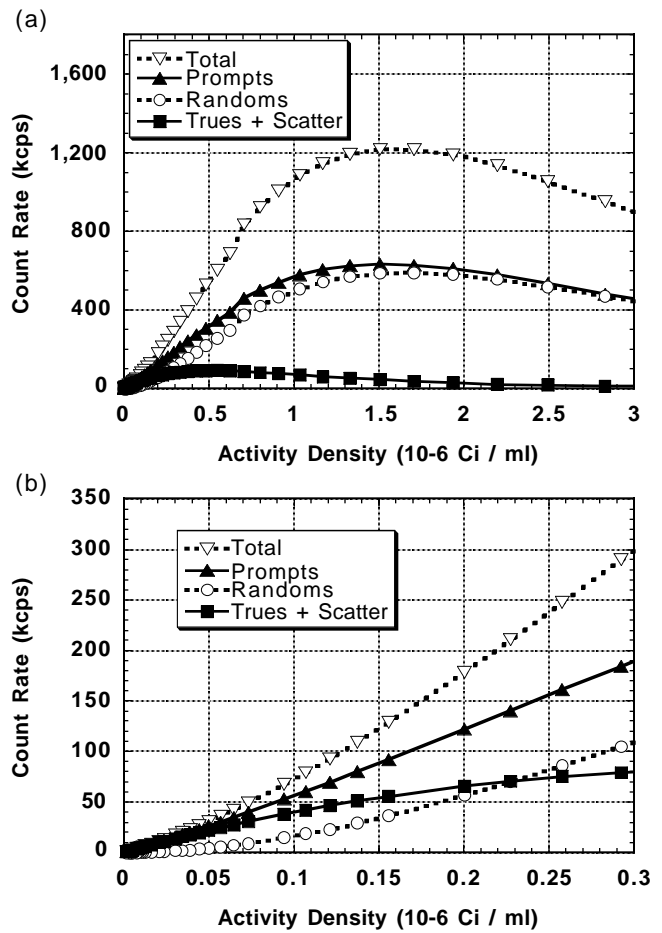 (a)
1,600
1,200
800
400
0
Count Rate (kcps)
Total
Prompts
Randoms
Trues + Scatter
0 0.5 1 1.5 2 2.5 3
Activity Density (10-6 Ci / ml)
(b)
350
300
250
200
150
100
50
0
Count Rate (kcps)
Total
Prompts
Randoms
Trues + Scatter
0 0.05 0.1 0.15 0.2 0.25 0.3
Activity Density (10-6 Ci / ml)